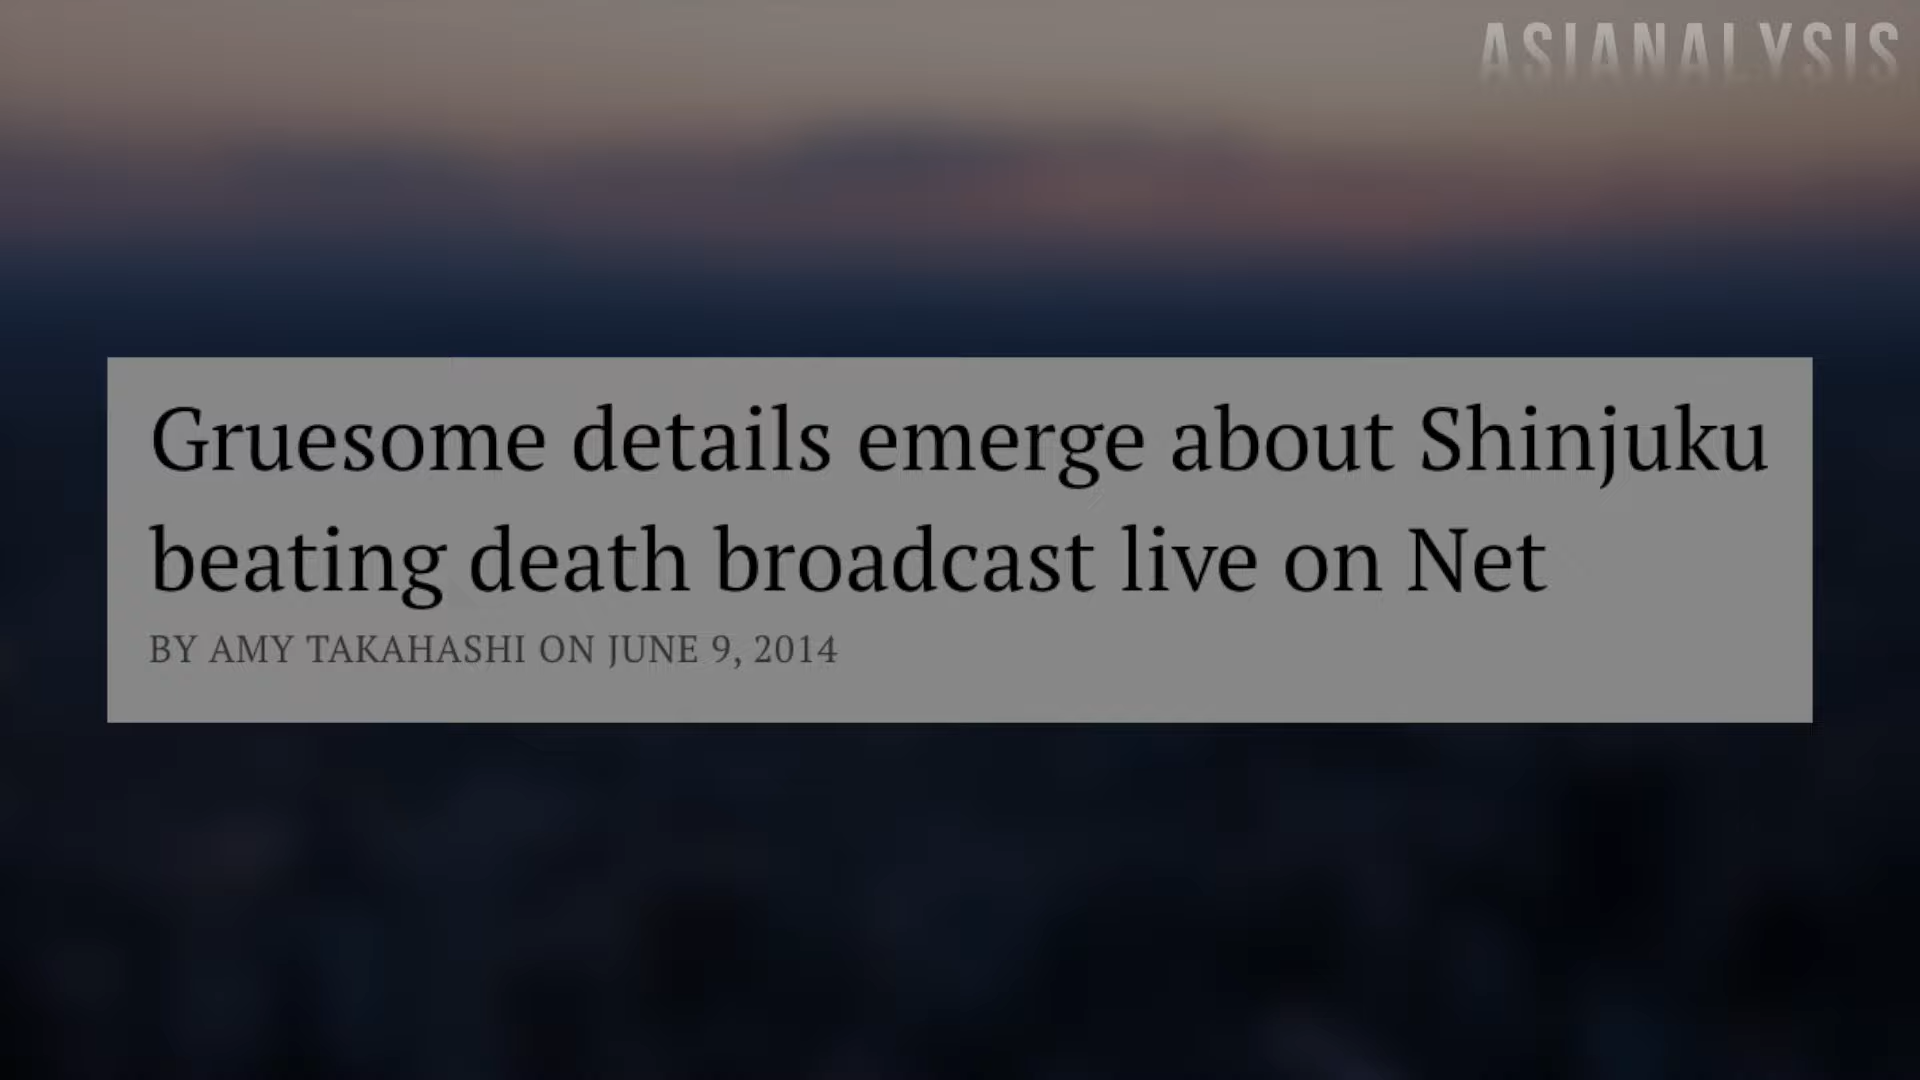 ASIANALYSIS
Gruesome details emerge about Shinjuku
beating death broadcast live on Net
BY AMY TAKAHASHI ON JUNE 9, 2014